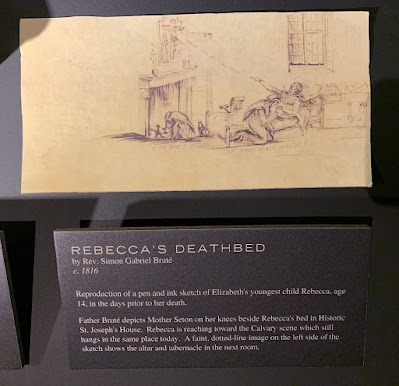 REBECCA'S DEATHBED
by Rev. Simon Gabriel Bruté
c. 1816
Reproduction of a pen and ink sketch of Elizabeth's youngest child Rebecca, age
14, in the days prior to her death.
Father Bruté depicts Mother Seton on her knees beside Rebecca's bed in Historic
St. Joseph's House. Rebecca is reaching toward the Calvary scene which still
hangs in the same place today. A faint, dotted-line image on the left side of the
sketch shows the altar and tabernacle in the next room.